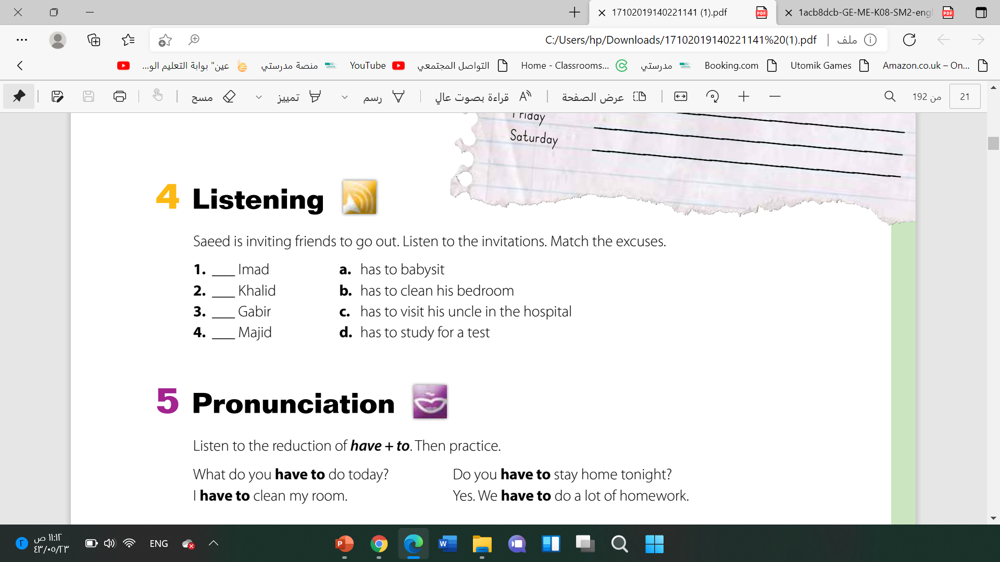 17102019140221141 (1).pdf
1acb8dcb-GE-ME-K08-SM2-engl
C:/Users/hp/Downloads/17102019140221141%20(1).pdf | ملف
عين" بوابة التعليم الو...
منصة مدرستي
YouTube
التواصل المجتمعي
Home - Classrooms...
مدرستي
Booking.com
Utomik Games
Amazon.co.uk – On...
مسح
تمييز
رسم
قراءة بصوت عالٍ
عرض الصفحة
من 192
21
Friday
Saturday
4 Listening
Saeed is inviting friends to go out. Listen to the invitations. Match the excuses.
1. ___ Imad a. has to babysit
2. ___ Khalid b. has to clean his bedroom
3. ___ Gabir c. has to visit his uncle in the hospital
4. ___ Majid d. has to study for a test
5 Pronunciation
Listen to the reduction of have + to. Then practice.
What do you have to do today? Do you have to stay home tonight?
I have to clean my room. Yes. We have to do a lot of homework.
٢
١١:١٢ ص
٤٣/٠٥/٢٣
ENG